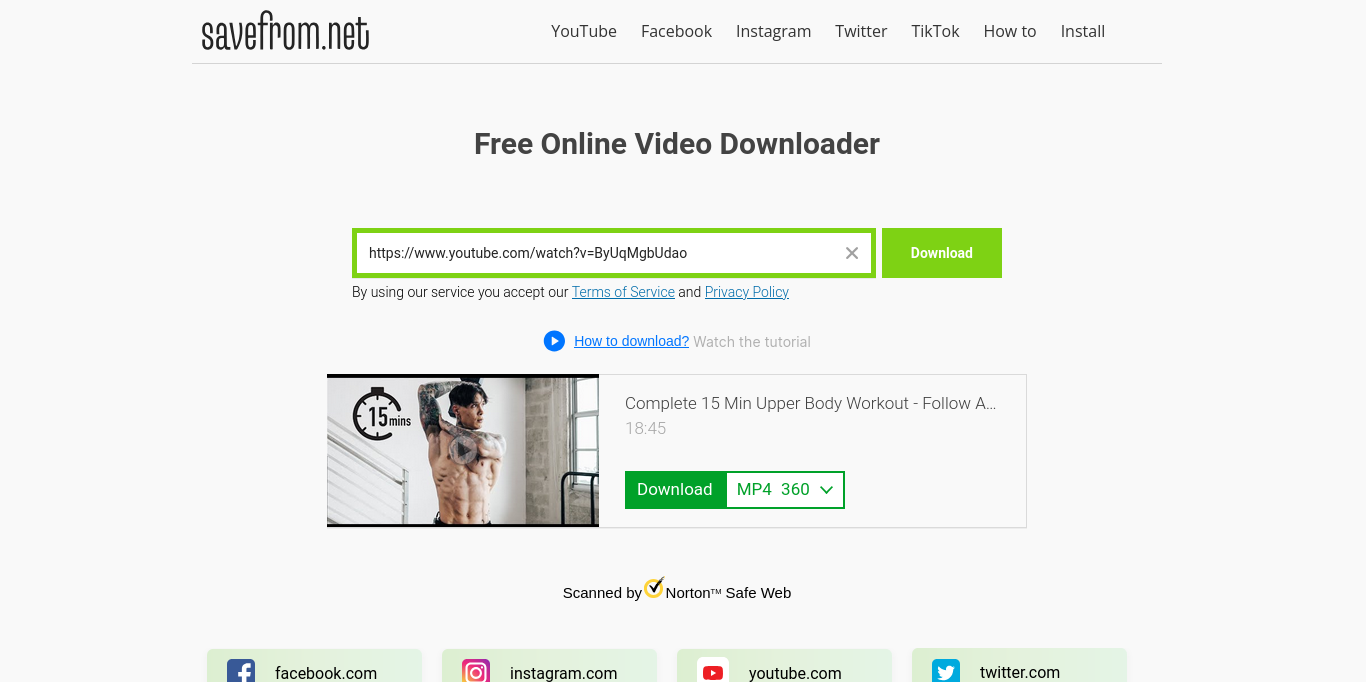 savefrom.net
YouTube Facebook Instagram Twitter TikTok How to Install
Free Online Video Downloader
https://www.youtube.com/watch?v=ByUqMgbUdao
Download
By using our service you accept our Terms of Service and Privacy Policy
How to download? Watch the tutorial
15 mins
Complete 15 Min Upper Body Workout - Follow A...
18:45
Download MP4 360
Scanned by Norton™ Safe Web
facebook.com instagram.com youtube.com twitter.com